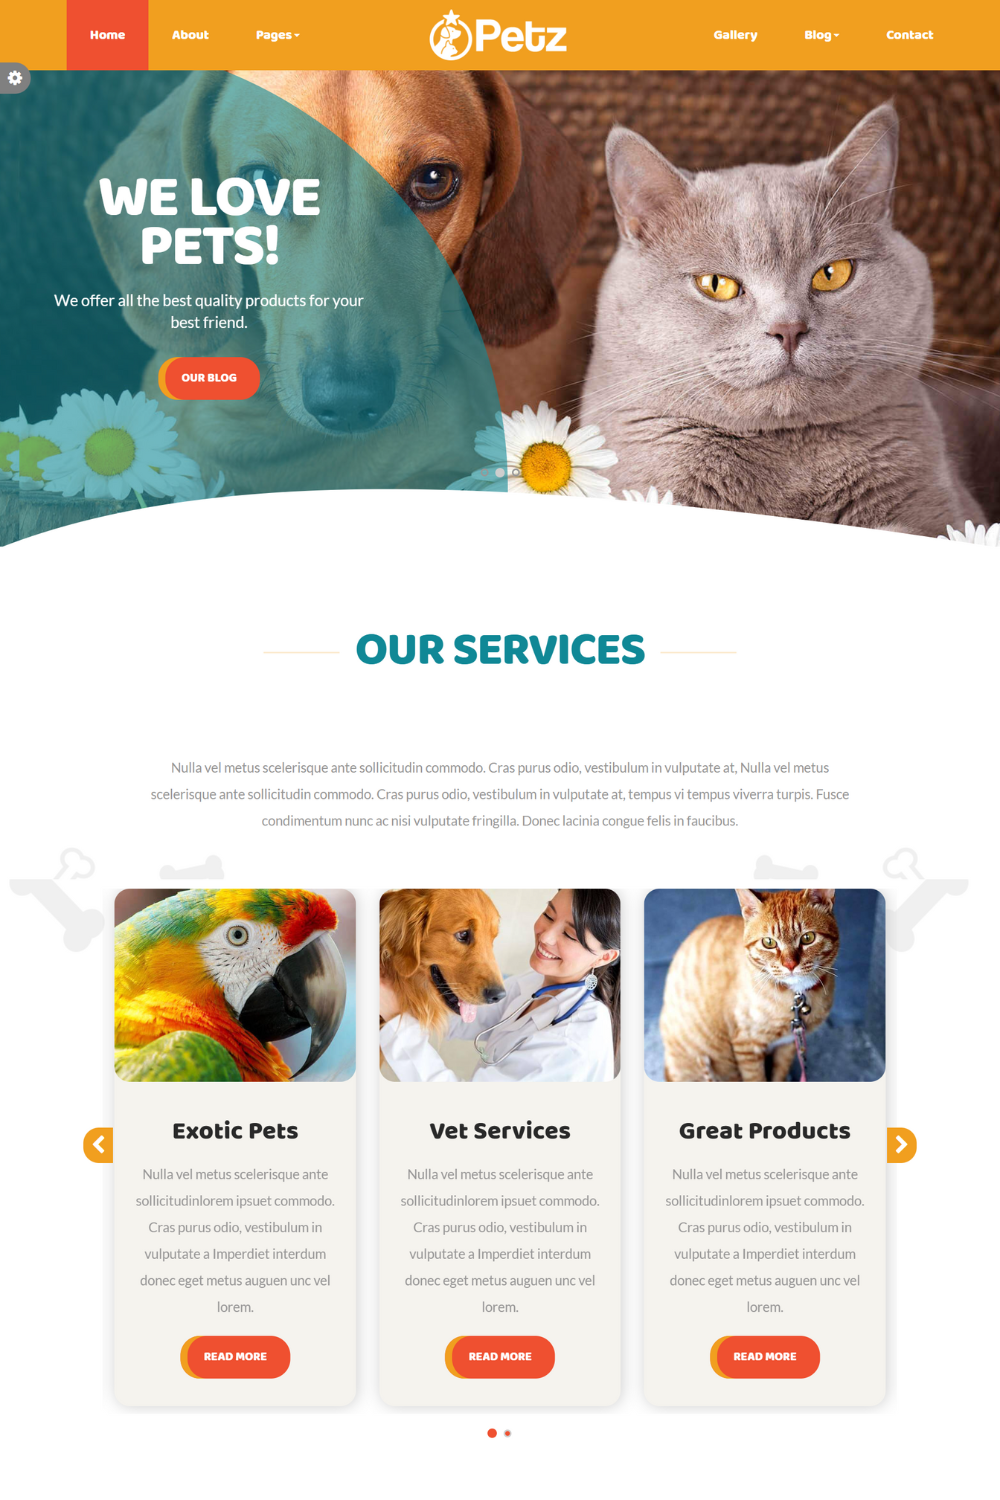 Home About Pages Petz Gallery Blog Contact
WE LOVE
PETS!
We offer all the best quality products for your
best friend.
OUR BLOG
OUR SERVICES
Nulla vel metus scelerisque ante sollicitudin commodo. Cras purus odio, vestibulum in vulputate at, Nulla vel metus
scelerisque ante sollicitudin commodo. Cras purus odio, vestibulum in vulputate at, tempus vi tempus viverra turpis. Fusce
condimentum nunc ac nisi vulputate fringilla. Donec lacinia congue felis in faucibus.
Exotic Pets
Nulla vel metus scelerisque ante
sollicitudinlorem ipsuet commodo.
Cras purus odio, vestibulum in
vulputate a Imperdiet interdum
donec eget metus auguen unc vel
lorem.
READ MORE
Vet Services
Nulla vel metus scelerisque ante
sollicitudinlorem ipsuet commodo.
Cras purus odio, vestibulum in
vulputate a Imperdiet interdum
donec eget metus auguen unc vel
lorem.
READ MORE
Great Products
Nulla vel metus scelerisque ante
sollicitudinlorem ipsuet commodo.
Cras purus odio, vestibulum in
vulputate a Imperdiet interdum
donec eget metus auguen unc vel
lorem.
READ MORE